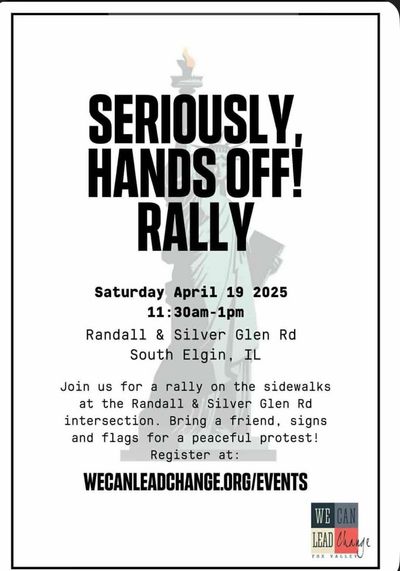 SERIOUSLY,
HANDS OFF!
RALLY
Saturday April 19 2025
11:30am-1pm
Randall & Silver Glen Rd
South Elgin, IL
Join us for a rally on the sidewalks
at the Randall & Silver Glen Rd
intersection. Bring a friend, signs
and flags for a peaceful protest!
Register at:
WECANLEADCHANGE.ORG/EVENTS
WE CAN
LEAD Change
FOX VALLEY